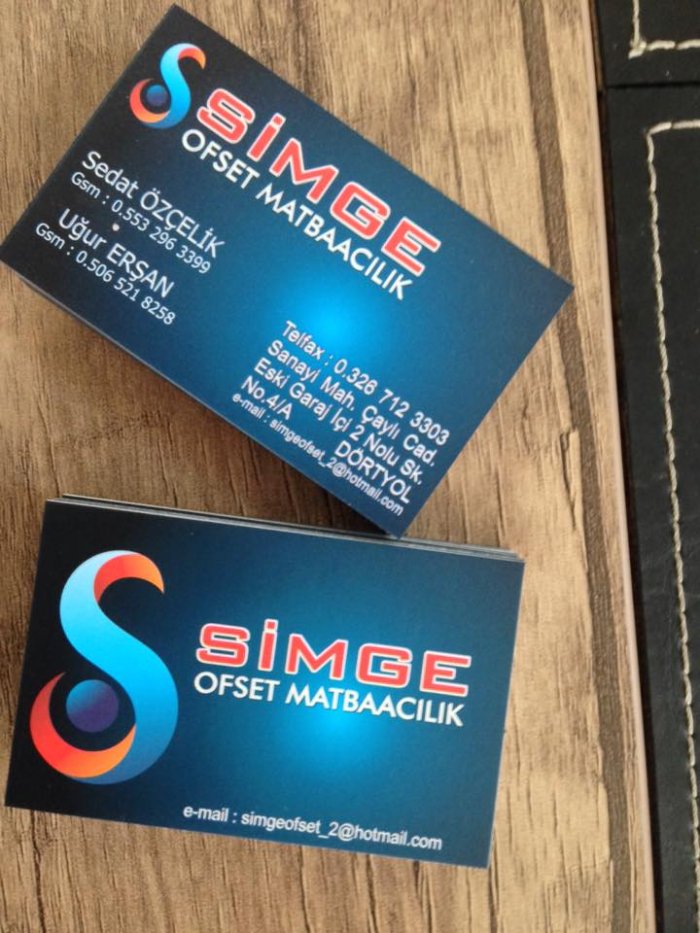 SİMGE
OFSET MATBAACILIK
Sedat ÖZÇELİK
Gsm : 0.553 296 3399
Uğur ERŞAN
Gsm : 0.506 521 8258
Telfax : 0.326 712 3303
Sanayi Mah. Çaylı Cad.
Eski Garaj İçi 2 Nolu Sk.
No.4/A DÖRTYOL
e-mail : simgeofset_2@hotmail.com
SİMGE
OFSET MATBAACILIK
e-mail : simgeofset_2@hotmail.com